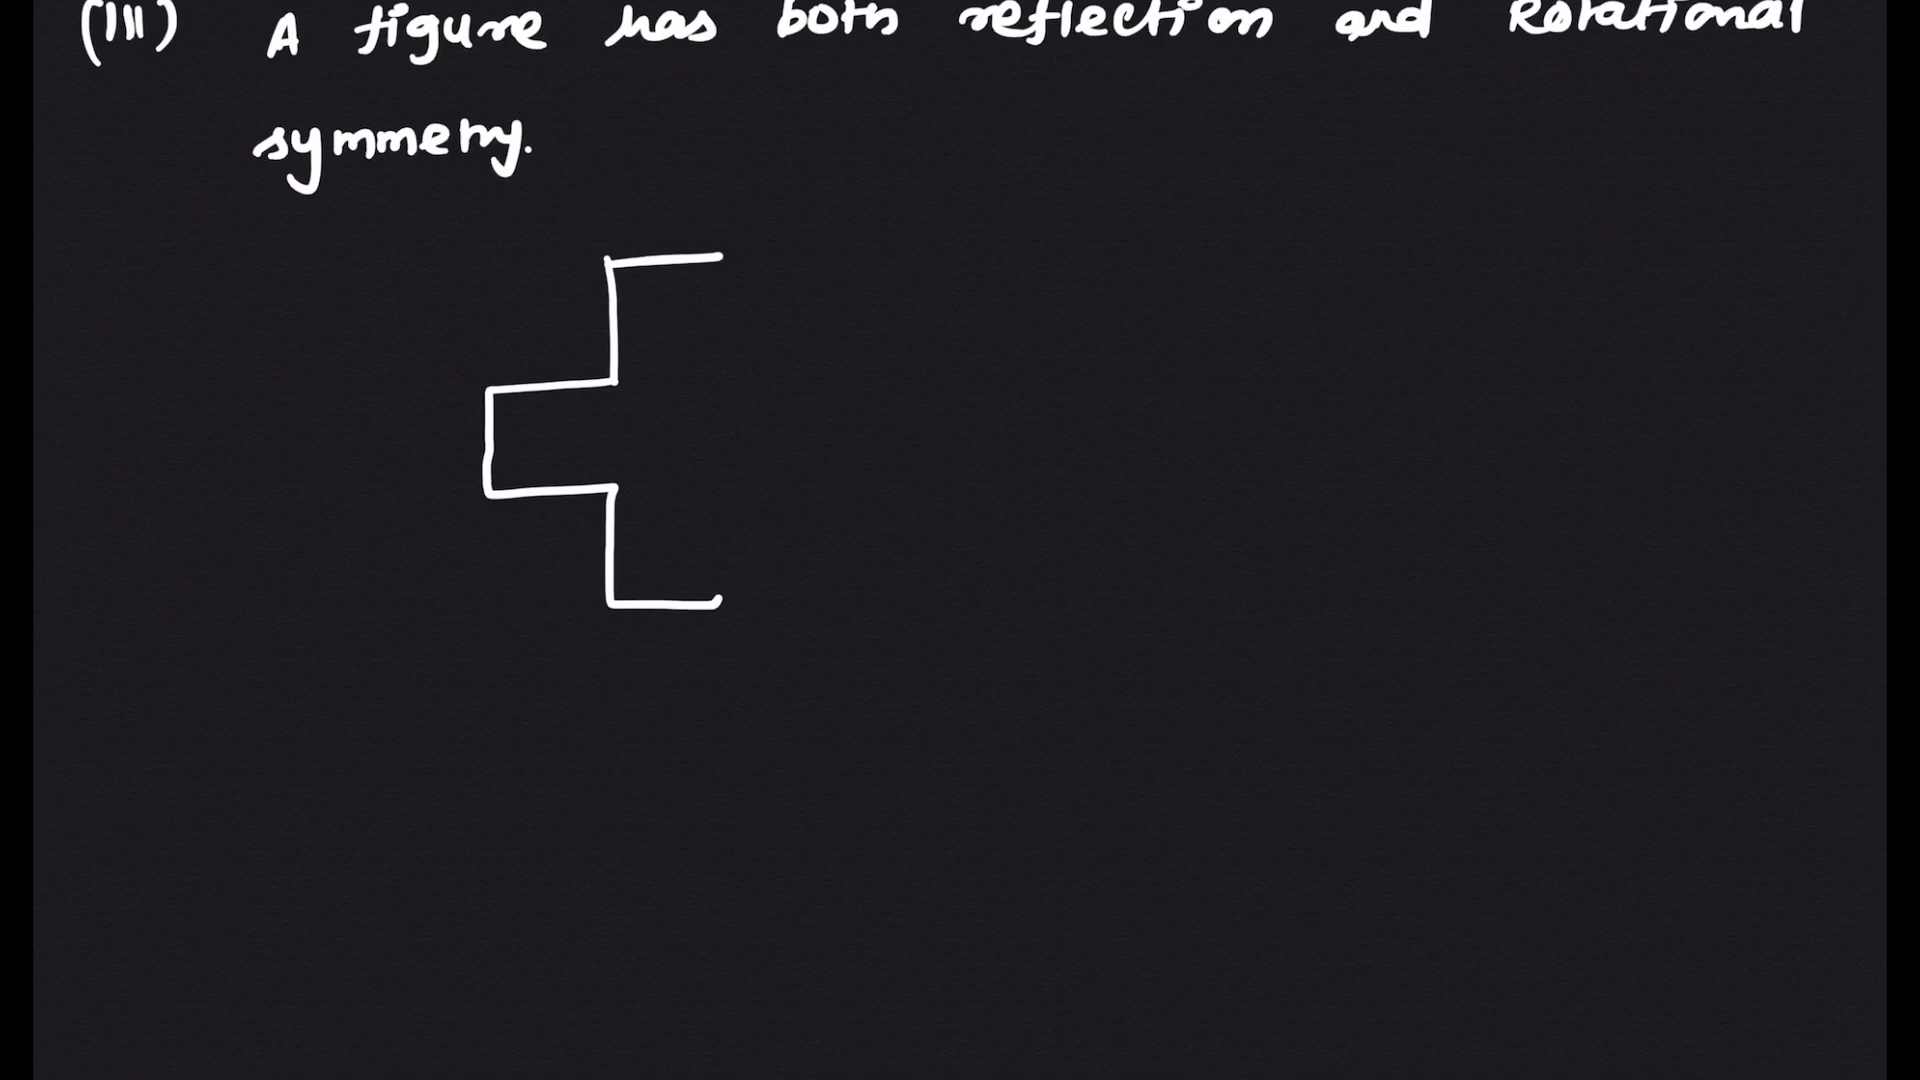 (III) A figure has both reflection and Rotational
symmetry.